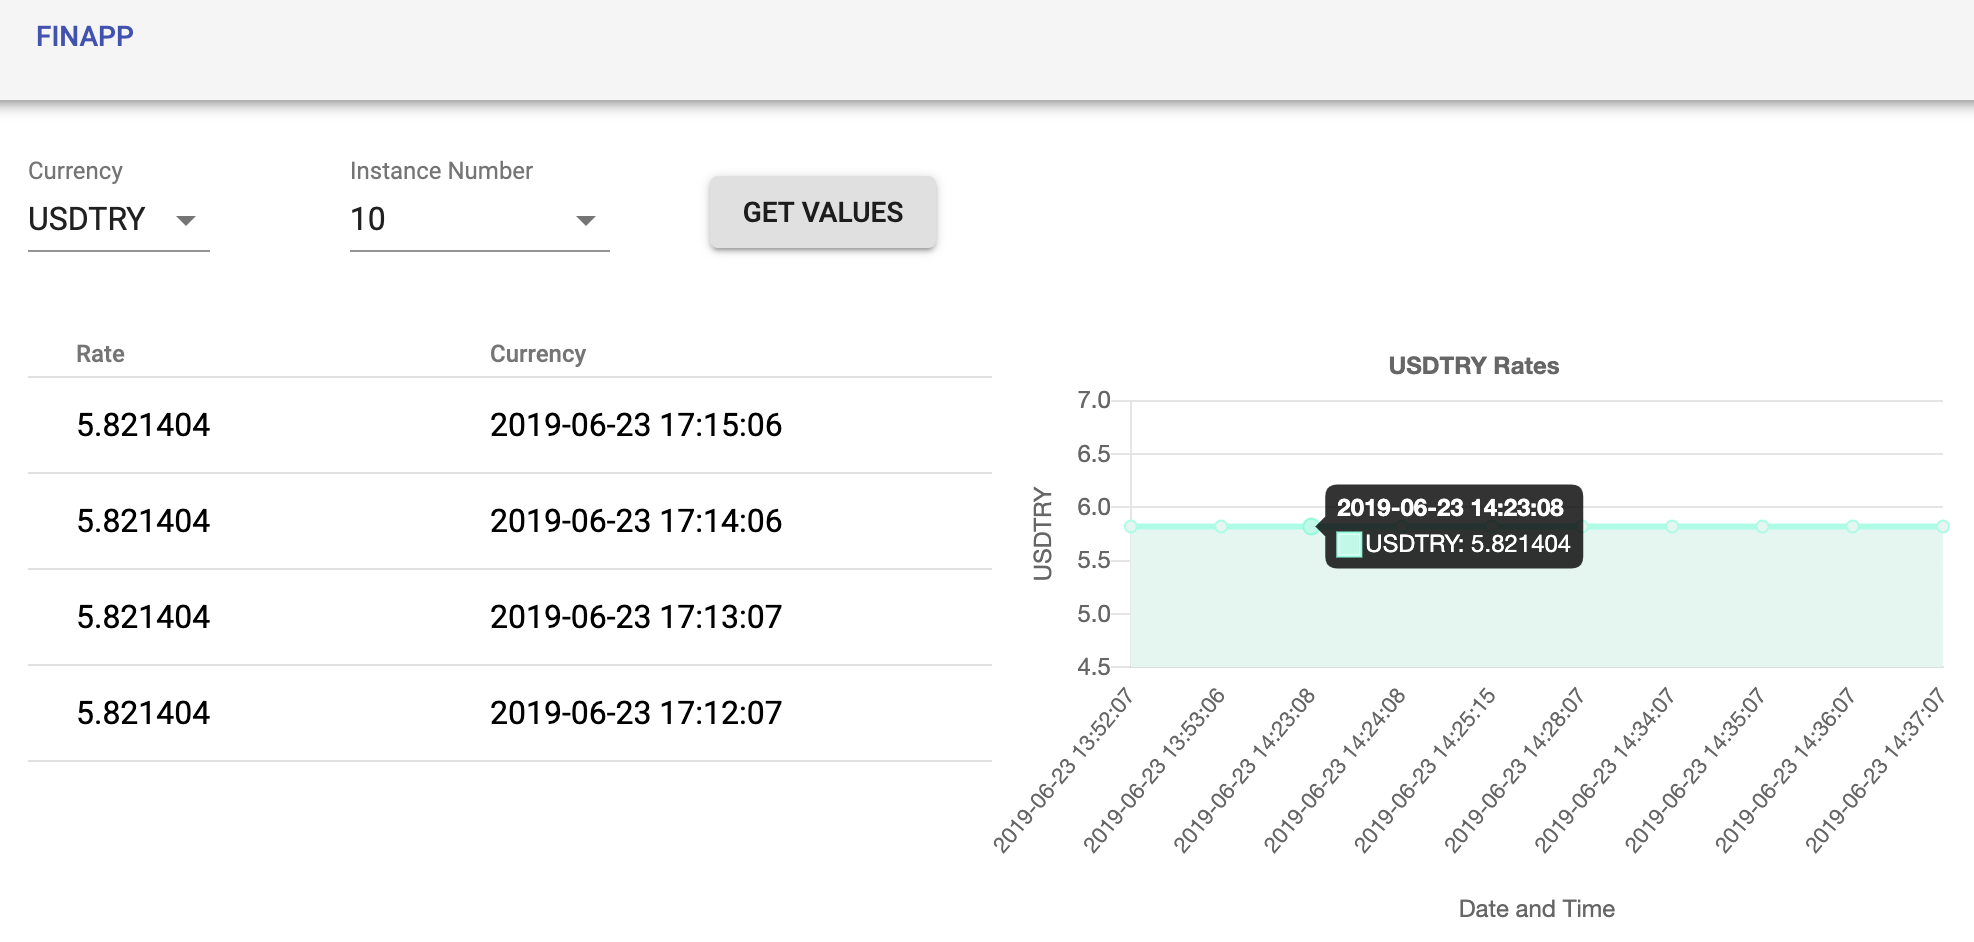 FINAPP
Currency
Instance Number
USDTRY
10
GET VALUES
Rate
Currency
5.821404
2019-06-23 17:15:06
5.821404
2019-06-23 17:14:06
5.821404
2019-06-23 17:13:07
5.821404
2019-06-23 17:12:07
USDTRY Rates
USDTRY
7.0
6.5
6.0
5.5
5.0
4.5
2019-06-23 14:23:08
USDTRY: 5.821404
2019-06-23 13:52:07
2019-06-23 13:53:06
2019-06-23 14:23:08
2019-06-23 14:24:08
2019-06-23 14:25:15
2019-06-23 14:28:07
2019-06-23 14:34:07
2019-06-23 14:35:07
2019-06-23 14:36:07
2019-06-23 14:37:07
Date and Time